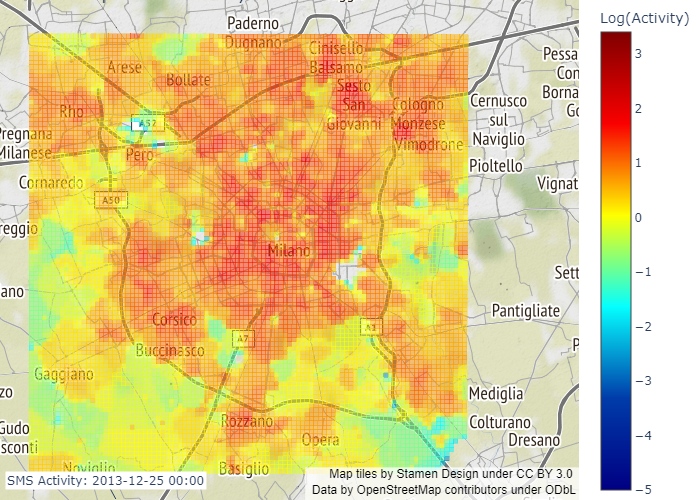 Log(Activity)
3
2
1
0
−1
−2
−3
−4
−5
Paderno
Dugnano
Cinisello
Balsamo
Arese
Bollate
Sesto
San
Giovanni
Cologno
Monzese
Vimodrone
Rho
A52
Pero
Pregnana
Milanese
Cornaredo
A50
reggio
Cernusco
sul
Naviglio
Pioltello
Pessa
Con
Borna
Go
Vignat
Milano
ano
Sett
Corsico
Buccinasco
A7
A1
Pantigliate
P
Gaggiano
zo
Gudo
sconti
Rozzano
Opera
Mediglia
Colturano
Dresano
Noviglio
Basiglio
SMS Activity: 2013-12-25 00:00
Map tiles by Stamen Design under CC BY 3.0
Data by OpenStreetMap contributors under ODbL